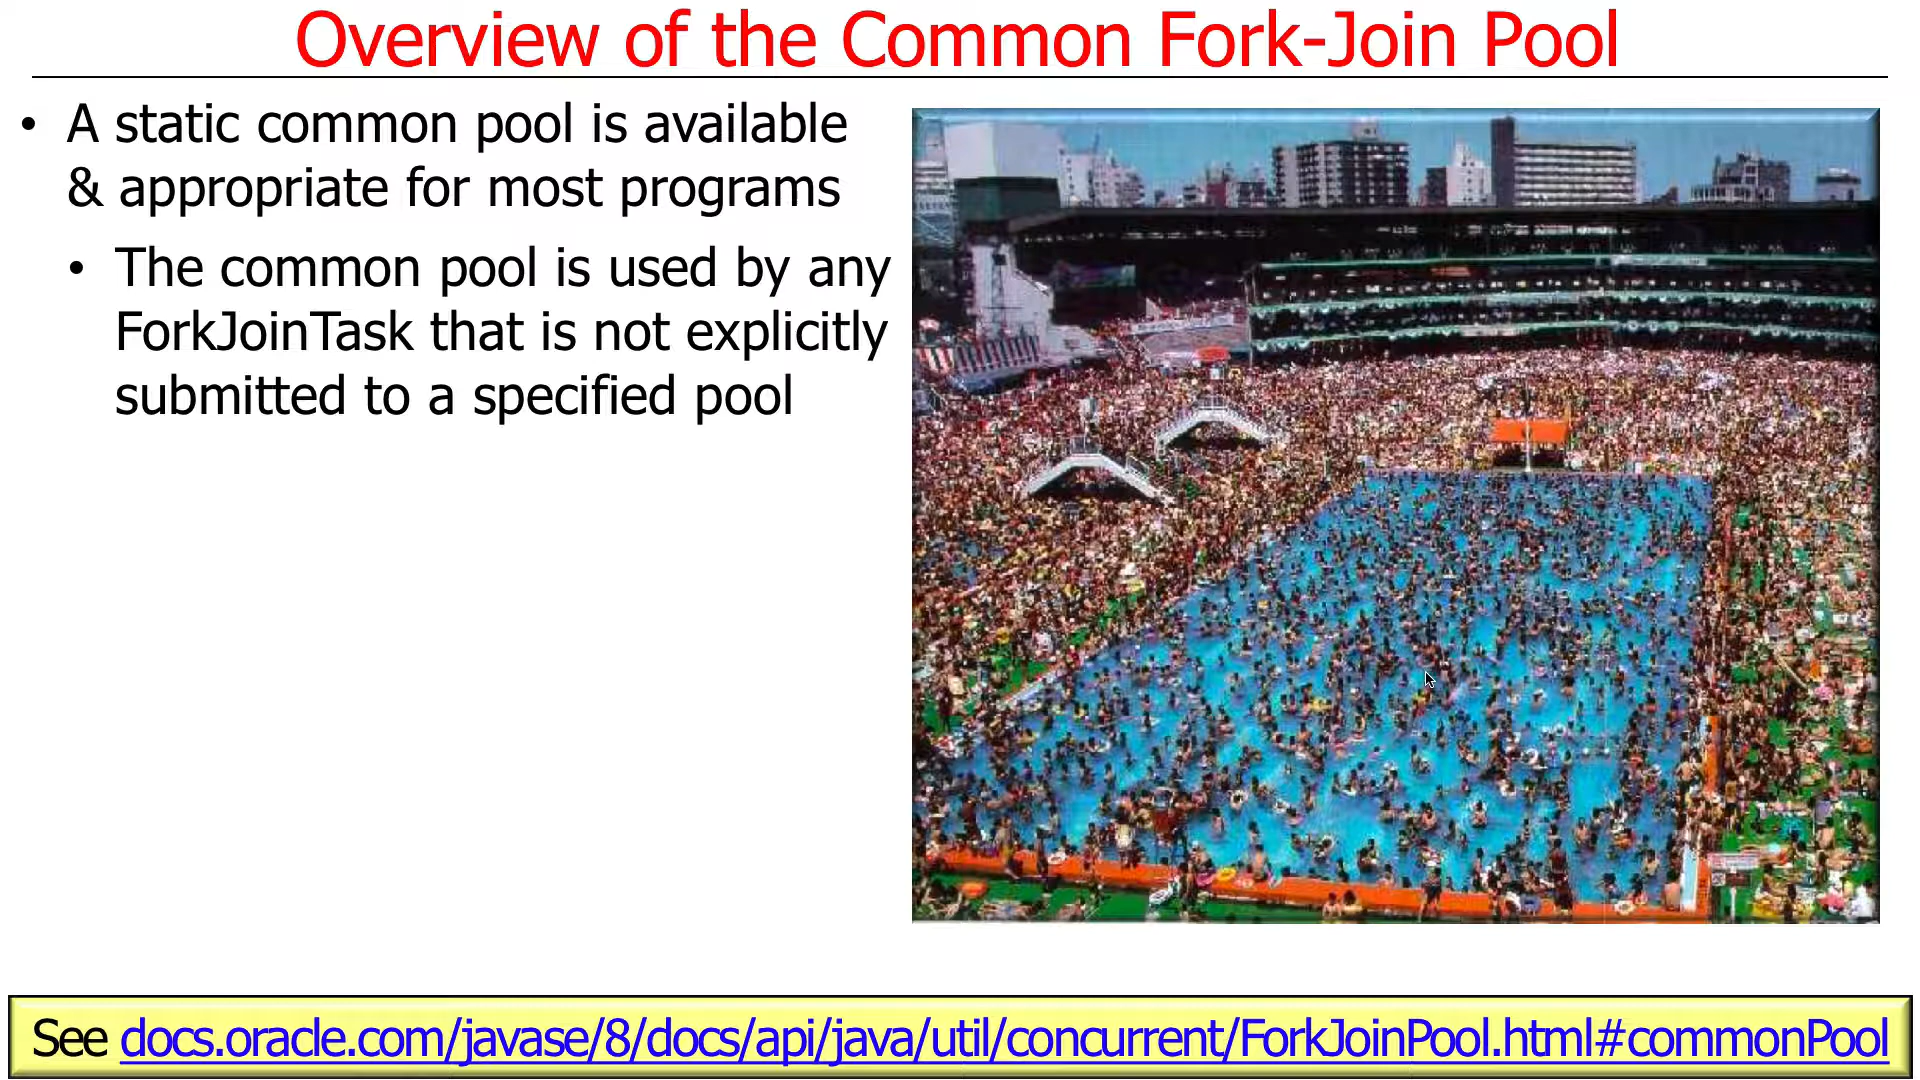 Overview of the Common Fork-Join Pool
• A static common pool is available
& appropriate for most programs
• The common pool is used by any
ForkJoinTask that is not explicitly
submitted to a specified pool
See docs.oracle.com/javase/8/docs/api/java/util/concurrent/ForkJoinPool.html#commonPool